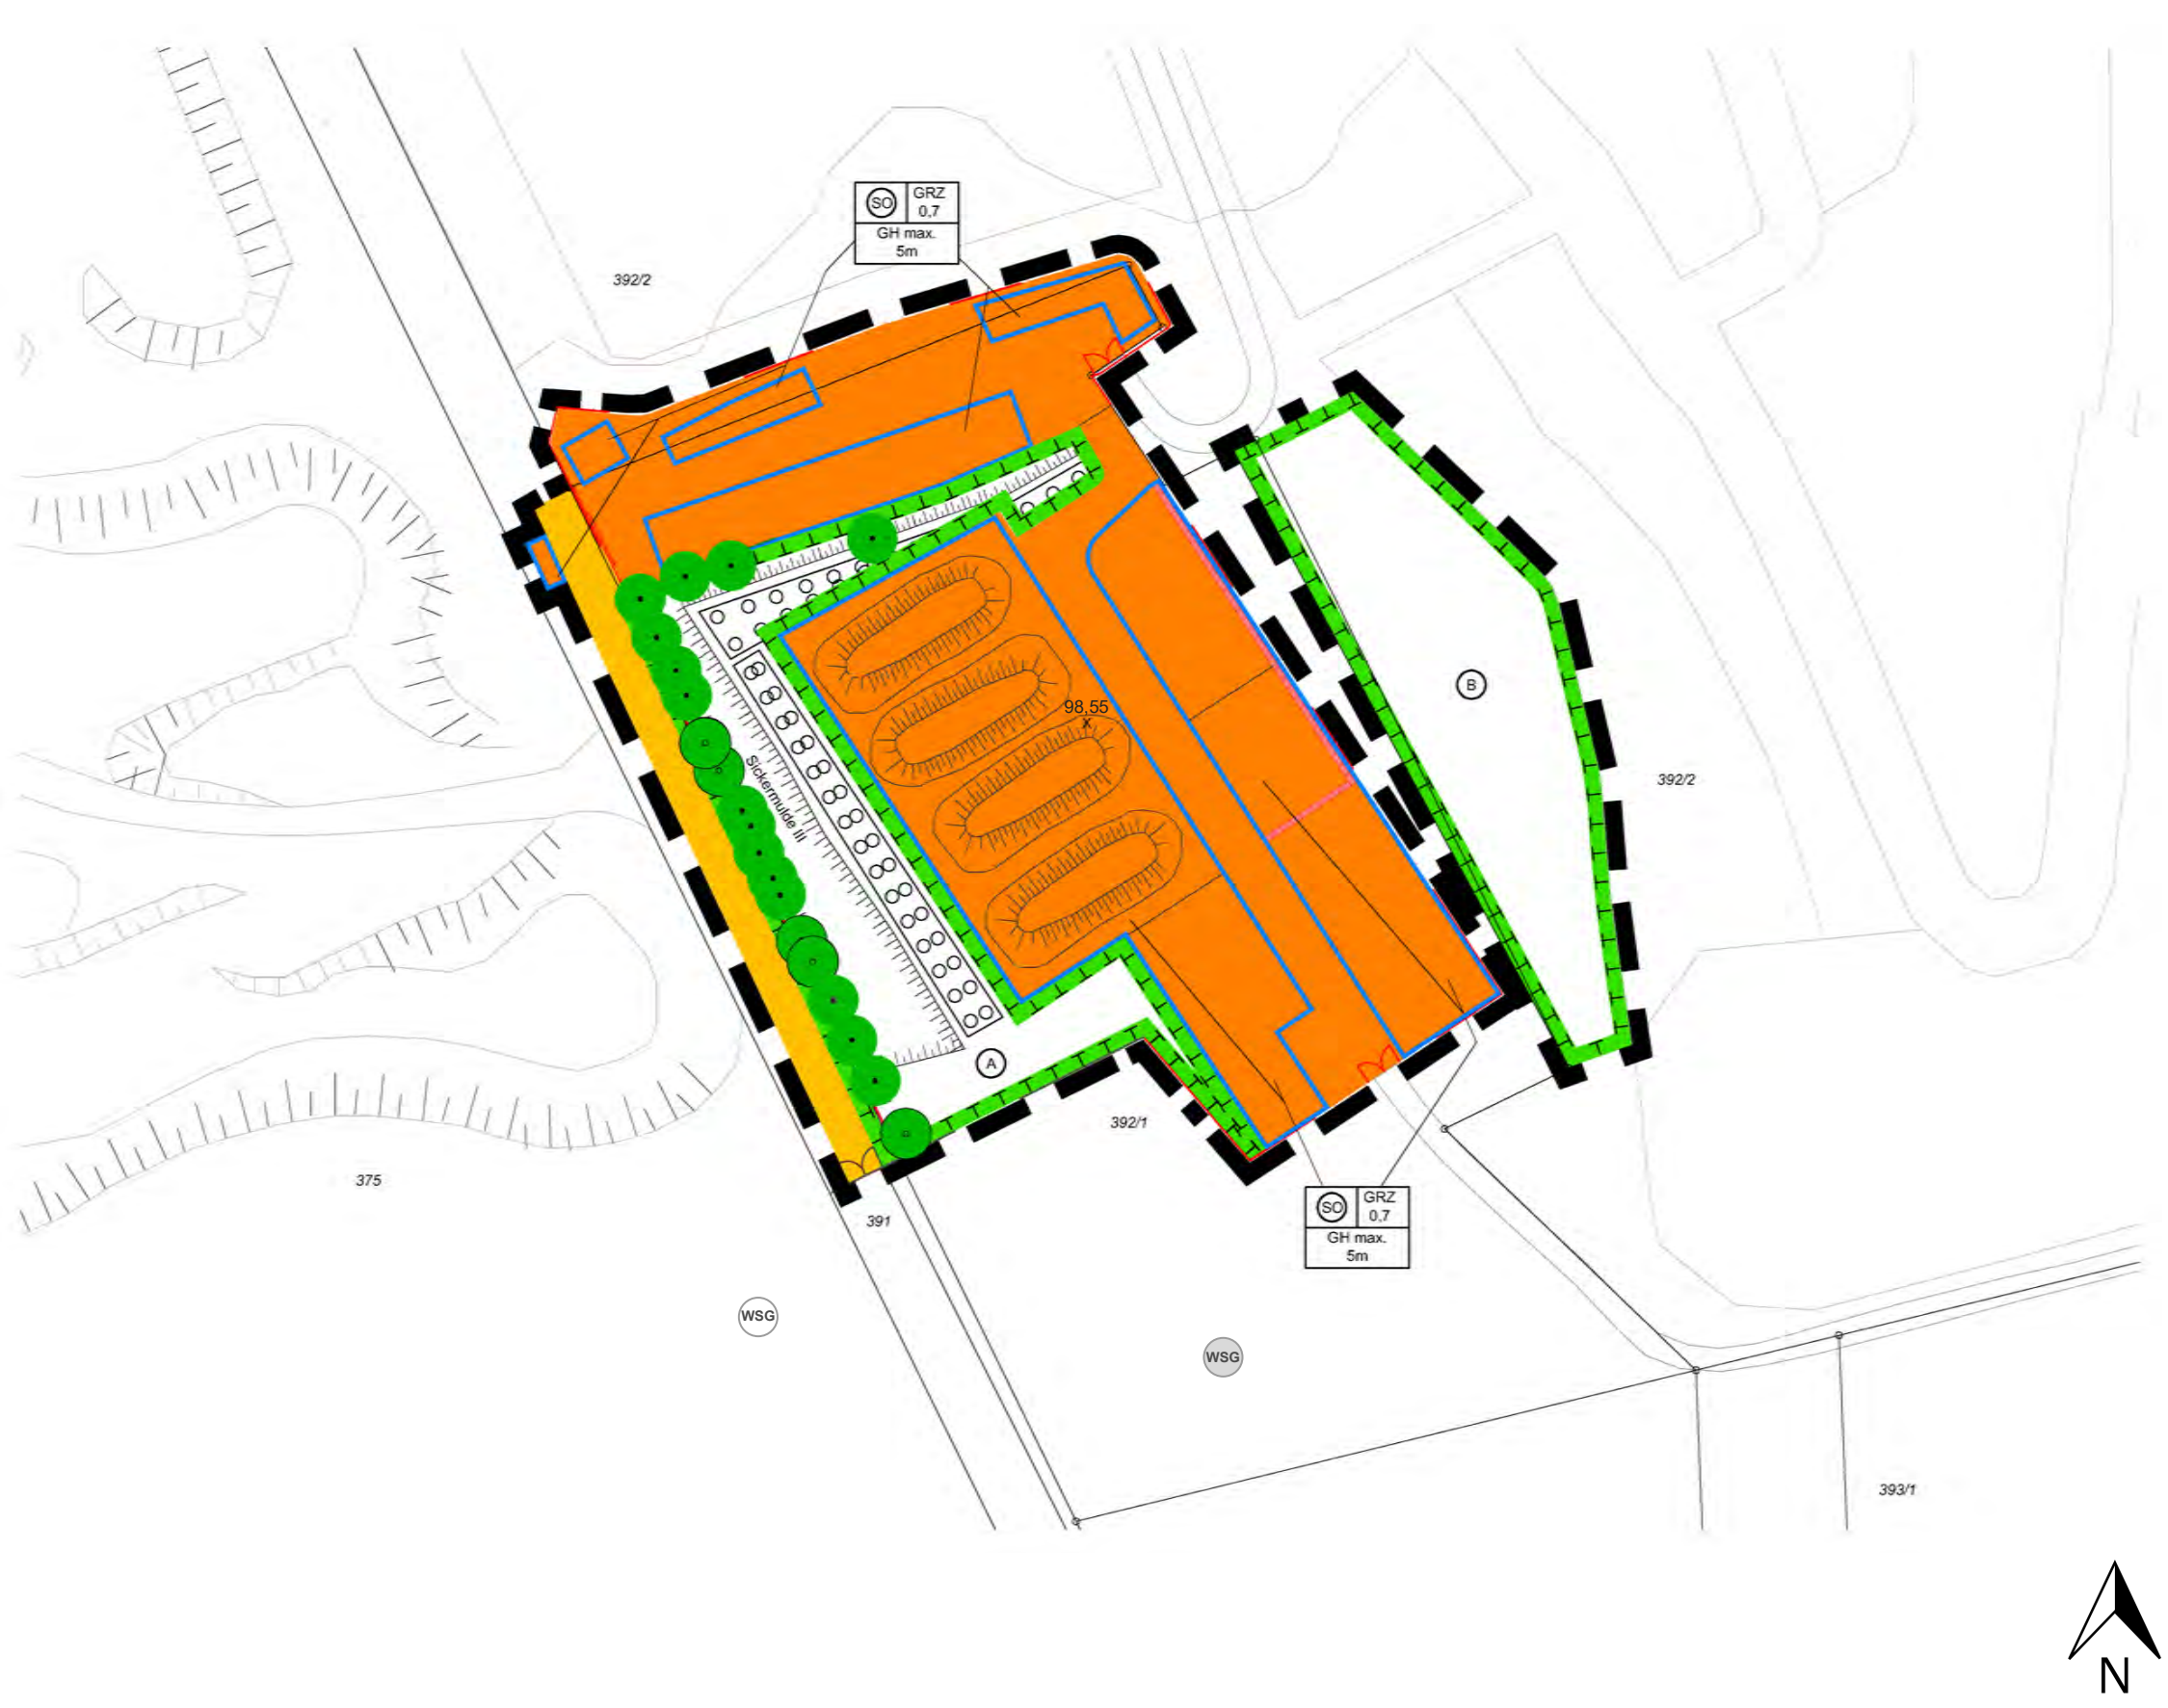 SO
GRZ
0,7
GH max.
5m
392/2
98,55
x
B
392/2
Sickermulde III
A
392/1
375
391
SO
GRZ
0,7
GH max.
5m
WSG
WSG
393/1
N